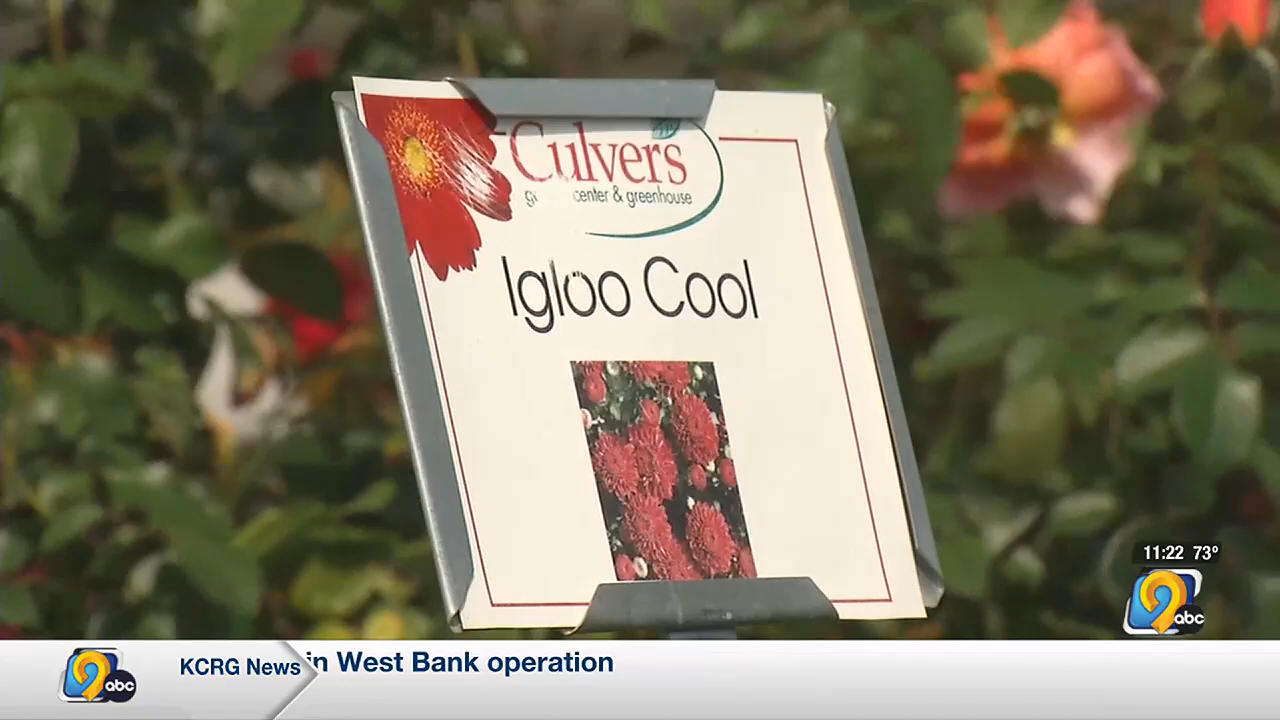 Culvers
center & greenhouse
Igloo Cool
11:22 73°
9 abc
9 abc
KCRG News
in West Bank operation